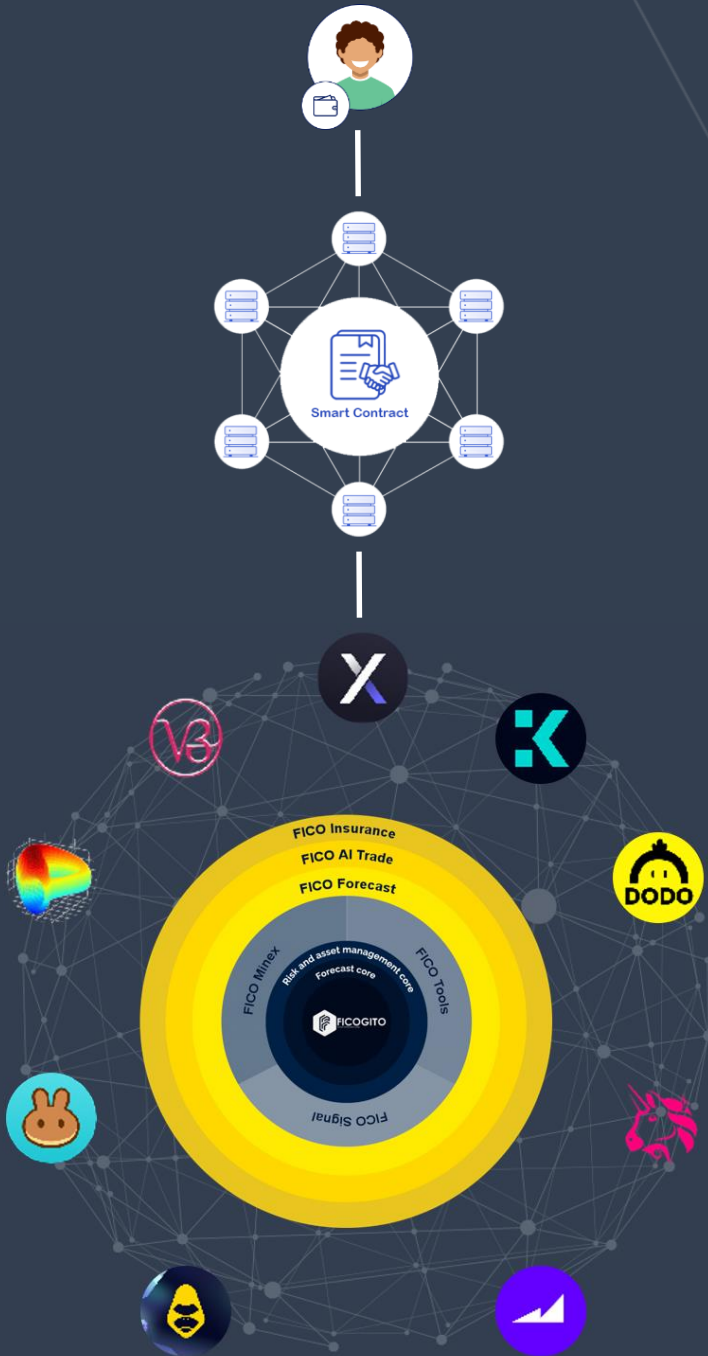 Smart Contract
V3
DODO
FICO Insurance
FICO AI Trade
FICO Forecast
FICO Minex
FICO Tools
FICO Signal
Risk and asset management core
Forecast core
FICOGITO